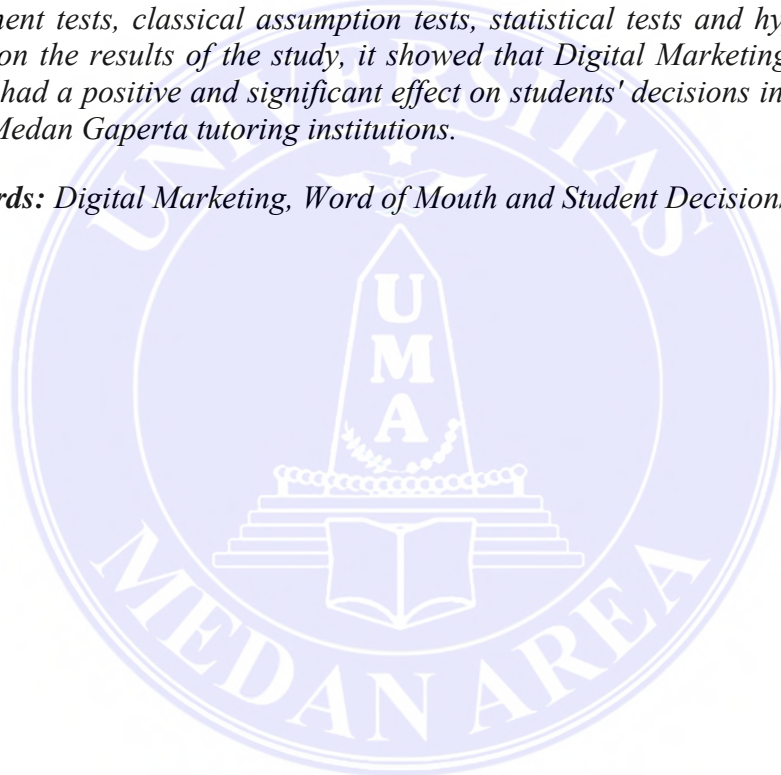 ment tests, classical assumption tests, statistical tests and hy
on the results of the study, it showed that Digital Marketing
had a positive and significant effect on students' decisions in
Medan Gaperta tutoring institutions.
rds: Digital Marketing, Word of Mouth and Student Decision
UNIVERSITAS
UMA
MEDAN AREA